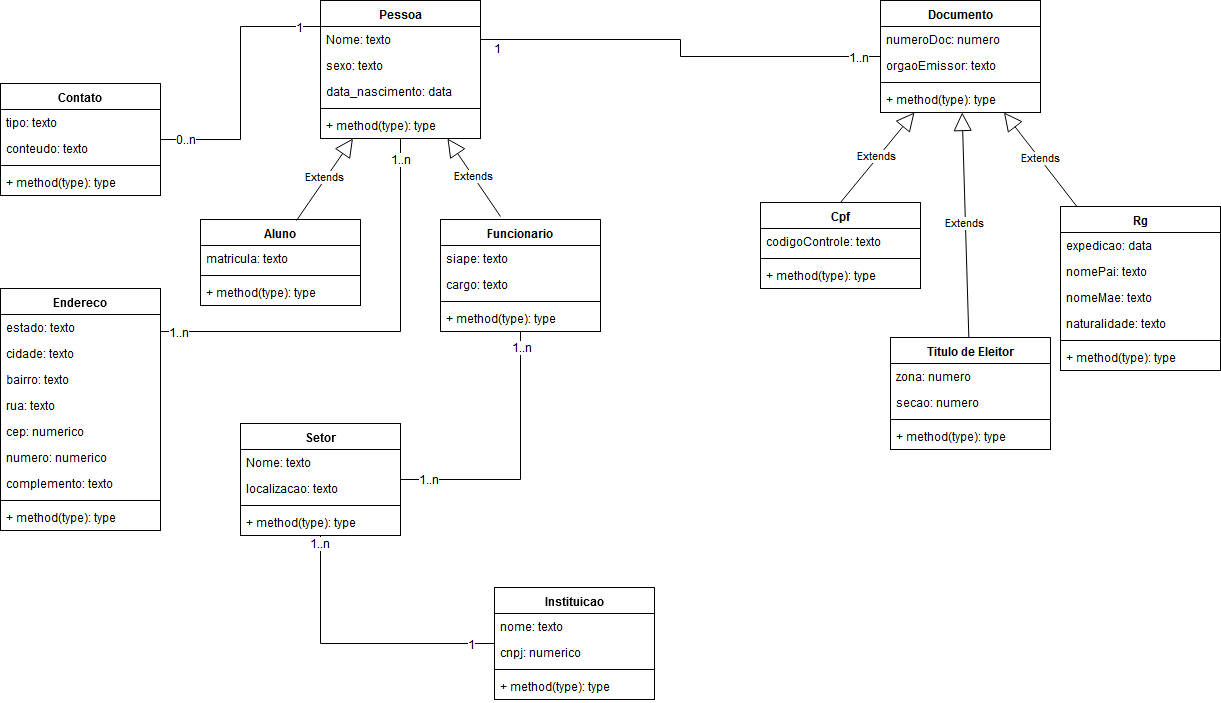 Pessoa
Nome: texto
sexo: texto
data_nascimento: data
+ method(type): type
Documento
numeroDoc: numero
orgaoEmissor: texto
+ method(type): type
1
1
1..n
Contato
tipo: texto
conteudo: texto
+ method(type): type
0..n
1..n
Extends
Extends
Extends
Extends
Extends
Aluno
matricula: texto
+ method(type): type
Funcionario
siape: texto
cargo: texto
+ method(type): type
Cpf
codigoControle: texto
+ method(type): type
Rg
expedicao: data
nomePai: texto
nomeMae: texto
naturalidade: texto
+ method(type): type
Endereco
estado: texto
cidade: texto
bairro: texto
rua: texto
cep: numerico
numero: numerico
complemento: texto
+ method(type): type
1..n
1..n
Titulo de Eleitor
zona: numero
secao: numero
+ method(type): type
Setor
Nome: texto
localizacao: texto
+ method(type): type
1..n
1..n
Instituicao
nome: texto
cnpj: numerico
+ method(type): type
1